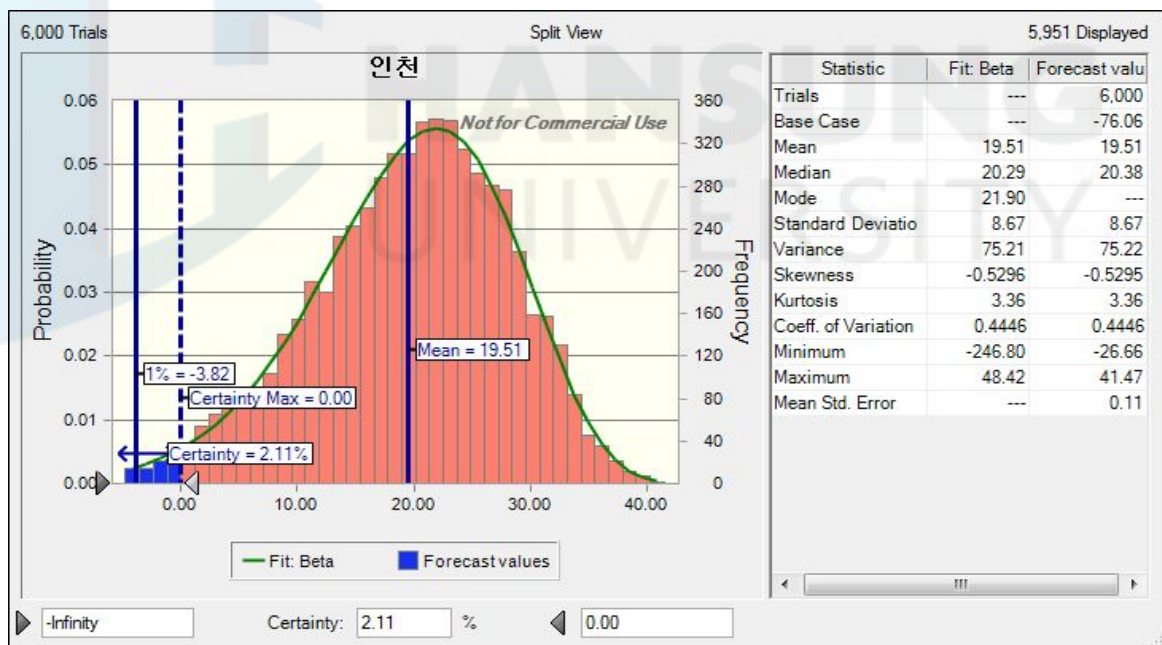 6,000 Trials Split View 5,951 Displayed
인천
Not for Commercial Use
HANSUNG
UNIVERSITY
Probability
0.06
0.05
0.04
0.03
0.02
0.01
0.00
Mean = 19.51
1% = -3.82
Certainty Max = 0.00
Certainty = 2.11%
360
320
280
240
200
160
120
80
40
0
Frequency
0.00 10.00 20.00 30.00 40.00
Fit: Beta Forecast values
Statistic Fit: Beta Forecast valu
Trials --- 6,000
Base Case --- -76.06
Mean 19.51 19.51
Median 20.29 20.38
Mode 21.90 ---
Standard Deviatio 8.67 8.67
Variance 75.21 75.22
Skewness -0.5296 -0.5295
Kurtosis 3.36 3.36
Coeff. of Variation 0.4446 0.4446
Minimum -246.80 -26.66
Maximum 48.42 41.47
Mean Std. Error --- 0.11
-Infinity Certainty: 2.11 % 0.00